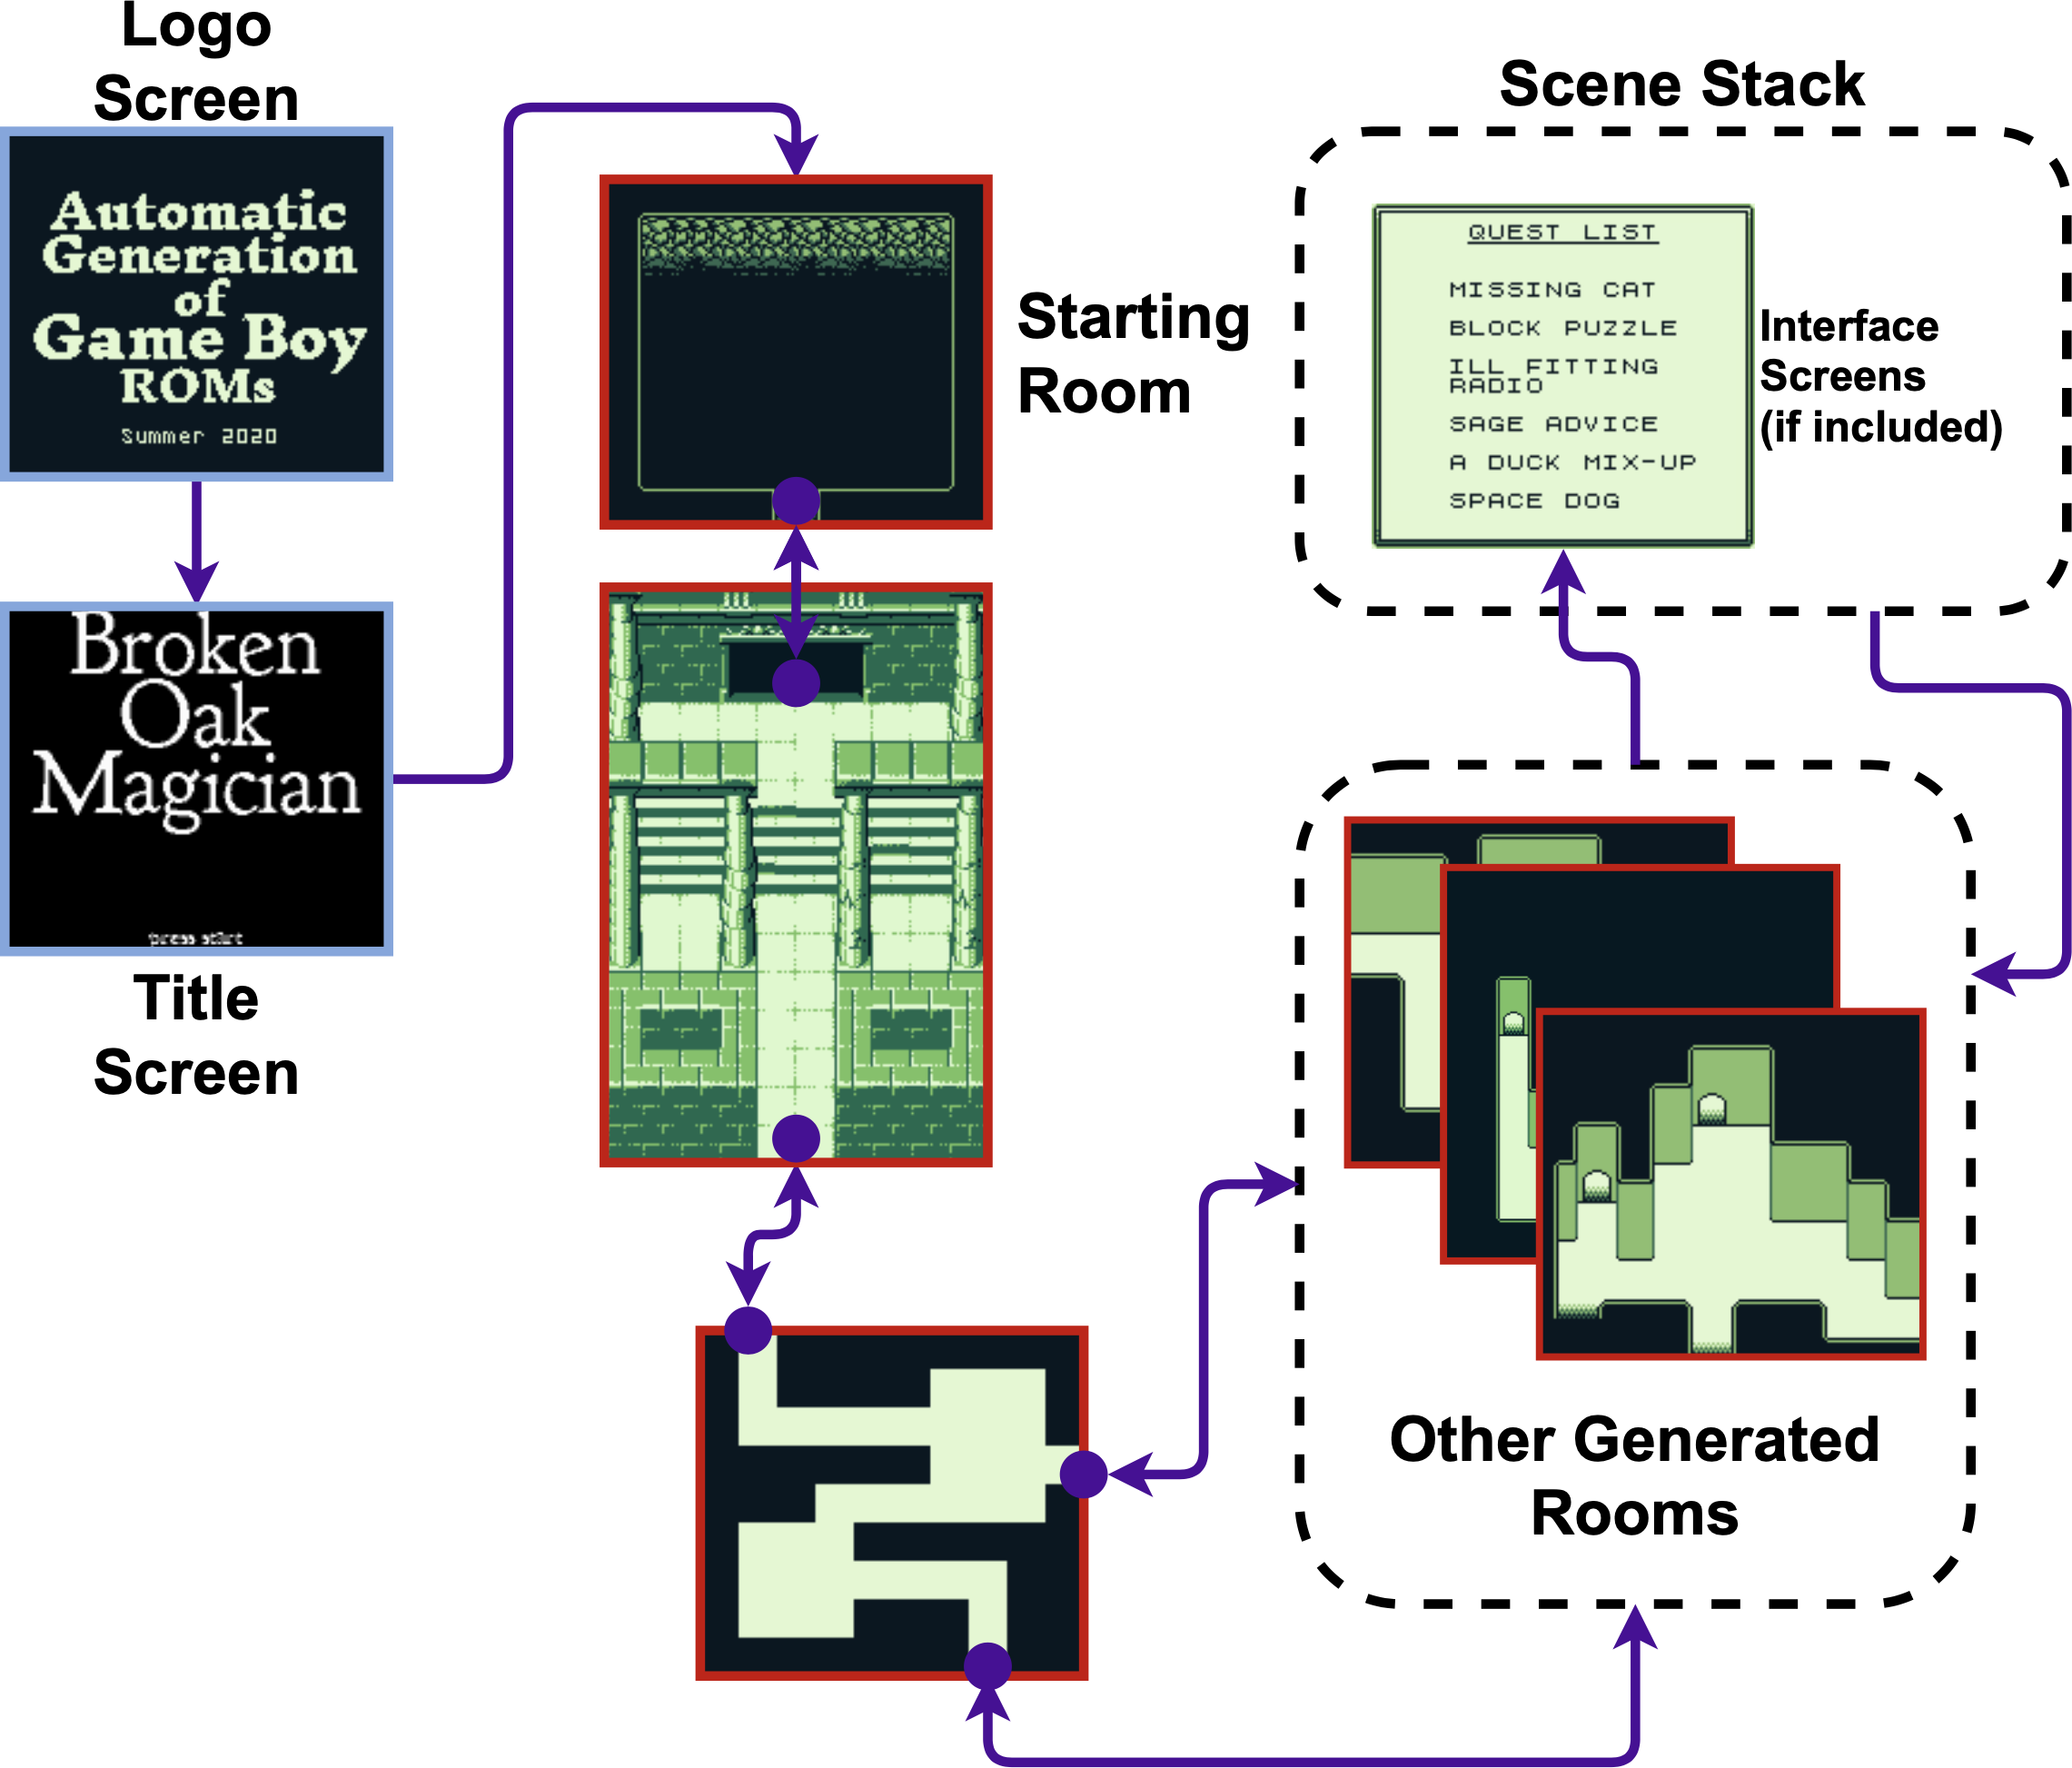 Logo
Screen
Automatic
Generation
of
Game Boy
ROMs
Summer 2020
Broken
Oak
Magician
press start
Title
Screen
Starting
Room
Scene Stack
QUEST LIST
MISSING CAT
BLOCK PUZZLE
ILL FITTING
RADIO
SAGE ADVICE
A DUCK MIX-UP
SPACE DOG
Interface
Screens
(if included)
Other Generated
Rooms